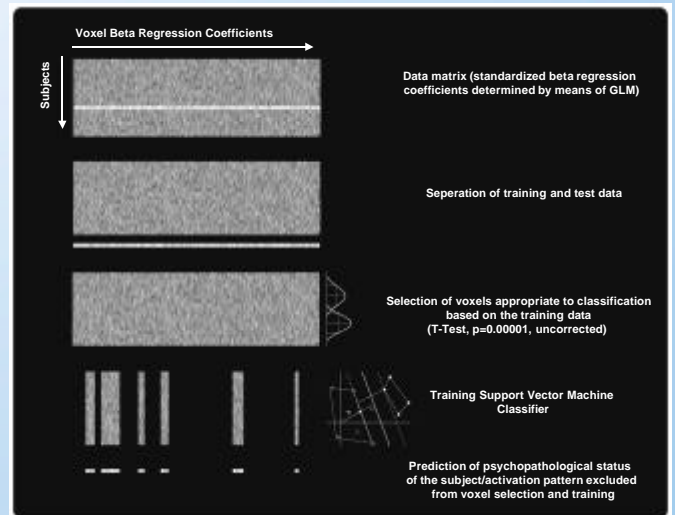 Voxel Beta Regression Coefficients
Subjects
Data matrix (standardized beta regression
coefficients determined by means of GLM)
Seperation of training and test data
Selection of voxels appropriate to classification
based on the training data
(T-Test, p=0.00001, uncorrected)
Training Support Vector Machine
Classifier
Prediction of psychopathological status
of the subject/activation pattern excluded
from voxel selection and training